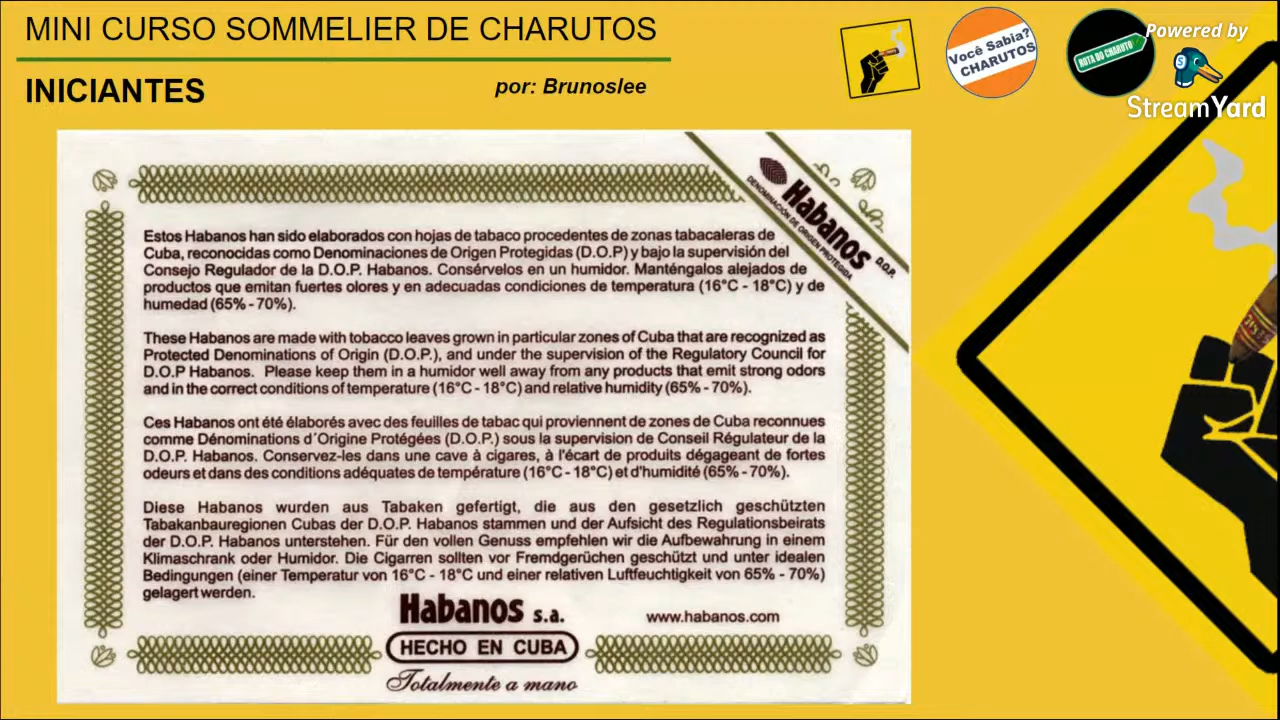 MINI CURSO SOMMELIER DE CHARUTOS
INICIANTES
por: Brunoslee
Você Sabia?
CHARUTOS
ROTA DO CHARUTO
Powered by
StreamYard
Habanos
DENOMINACIÓN DE ORIGEN PROTEGIDA
D.O.P.
Estos Habanos han sido elaborados con hojas de tabaco procedentes de zonas tabacaleras de
Cuba, reconocidas como Denominaciones de Origen Protegidas (D.O.P) y bajo la supervisión del
Consejo Regulador de la D.O.P. Habanos. Consérvelos en un humidor. Manténgalos alejados de
productos que emitan fuertes olores y en adecuadas condiciones de temperatura (16°C - 18°C) y de
humedad (65% - 70%).
These Habanos are made with tobacco leaves grown in particular zones of Cuba that are recognized as
Protected Denominations of Origin (D.O.P.), and under the supervision of the Regulatory Council for
D.O.P Habanos. Please keep them in a humidor well away from any products that emit strong odors
and in the correct conditions of temperature (16°C - 18°C) and relative humidity (65% - 70%).
Ces Habanos ont été élaborés avec des feuilles de tabac qui proviennent de zones de Cuba reconnues
comme Dénominations d´Origine Protégées (D.O.P.) sous la supervision de Conseil Régulateur de la
D.O.P. Habanos. Conservez-les dans une cave à cigares, à l'écart de produits dégageant de fortes
odeurs et dans des conditions adéquates de température (16°C - 18°C) et d'humidité (65% - 70%).
Diese Habanos wurden aus Tabaken gefertigt, die aus den gesetzlich geschützten
Tabakanbauregionen Cubas der D.O.P. Habanos stammen und der Aufsicht des Regulationsbeirats
der D.O.P. Habanos unterstehen. Für den vollen Genuss empfehlen wir die Aufbewahrung in einem
Klimaschrank oder Humidor. Die Cigarren sollten vor Fremdgerüchen geschützt und unter idealen
Bedingungen (einer Temperatur von 16°C - 18°C und einer relativen Luftfeuchtigkeit von 65% - 70%)
gelagert werden.
Habanos s.a.
www.habanos.com
HECHO EN CUBA
Totalmente a mano